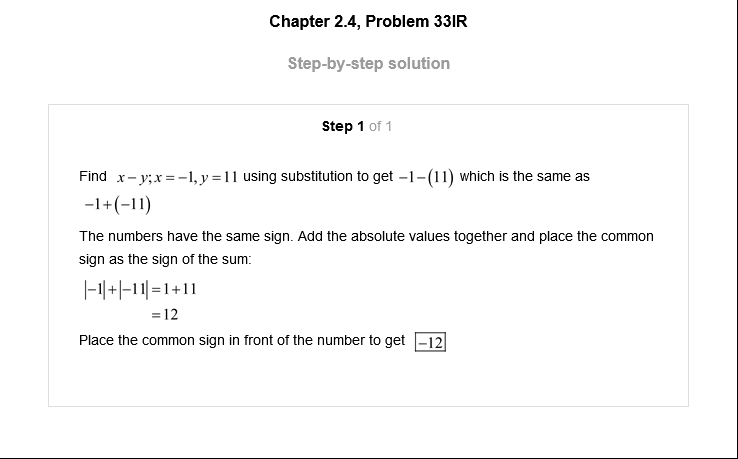 Chapter 2.4, Problem 33IR
Step-by-step solution
Step 1 of 1
Find x − y; x = −1, y = 11 using substitution to get −1−(11) which is the same as
−1+(−11)
The numbers have the same sign. Add the absolute values together and place the common
sign as the sign of the sum:
|−1|+|−11|=1+11
=12
Place the common sign in front of the number to get −12